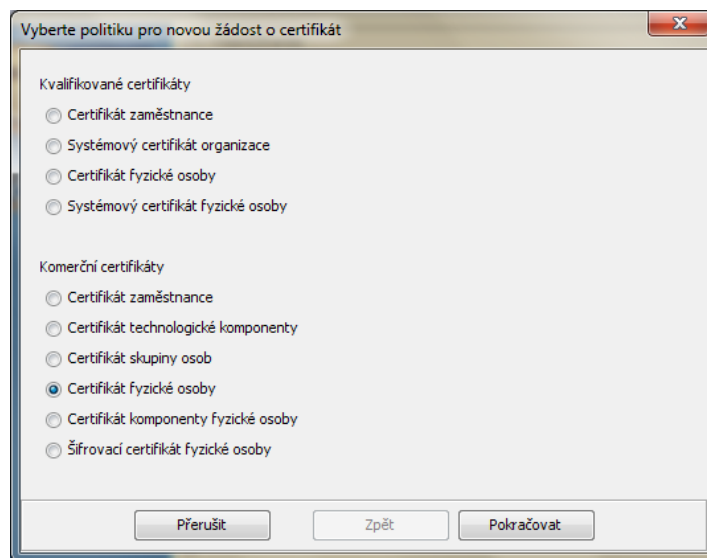 Vyberte politiku pro novou žádost o certifikát
Kvalifikované certifikáty
Certifikát zaměstnance
Systémový certifikát organizace
Certifikát fyzické osoby
Systémový certifikát fyzické osoby
Komerční certifikáty
Certifikát zaměstnance
Certifikát technologické komponenty
Certifikát skupiny osob
Certifikát fyzické osoby
Certifikát komponenty fyzické osoby
Šifrovací certifikát fyzické osoby
Přerušit Zpět Pokračovat